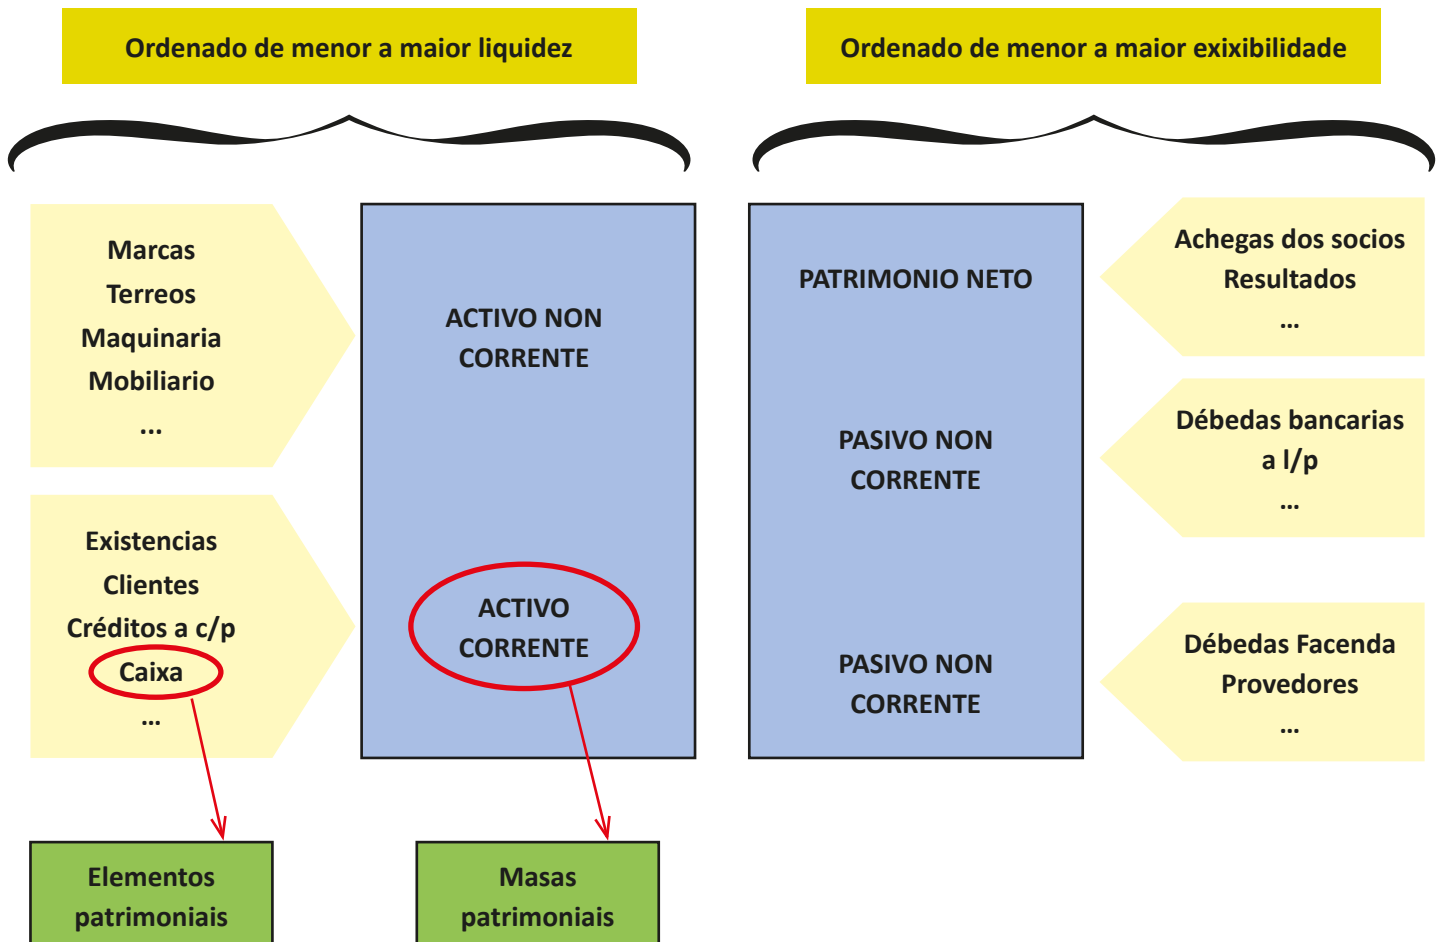 Ordenado de menor a maior liquidez
Ordenado de menor a maior exixibilidade
Marcas
Terreos
Maquinaria
Mobiliario
...
Existencias
Clientes
Créditos a c/p
Caixa
...
ACTIVO NON
CORRENTE
ACTIVO
CORRENTE
PATRIMONIO NETO
PASIVO NON
CORRENTE
PASIVO NON
CORRENTE
Achegas dos socios
Resultados
...
Débedas bancarias
a l/p
...
Débedas Facenda
Provedores
...
Elementos
patrimoniais
Masas
patrimoniais